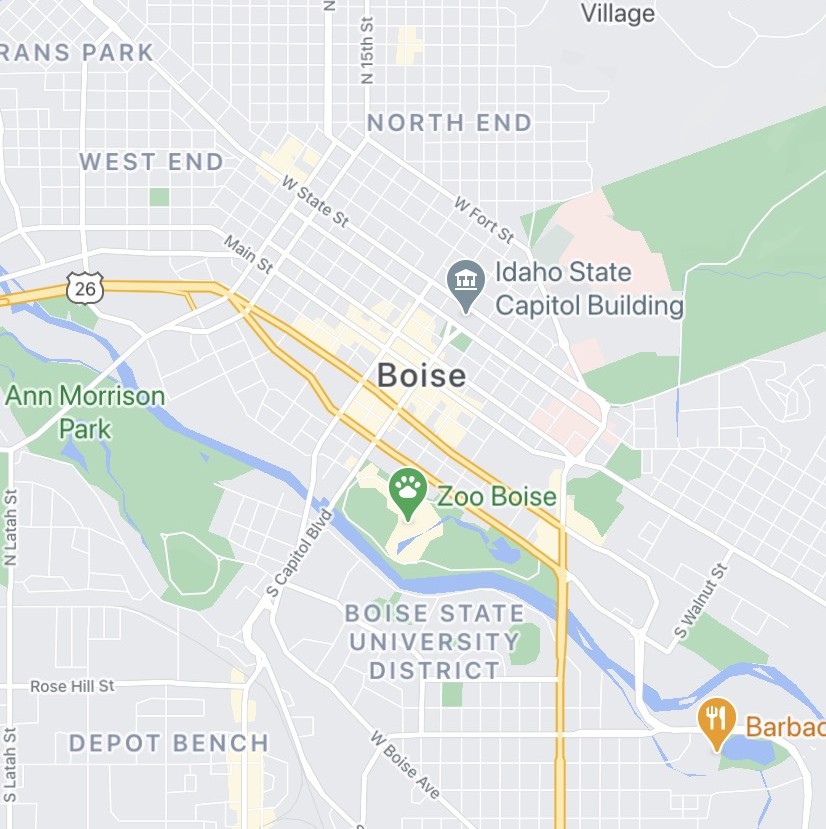 Village
N
N 15th St
RANS PARK
NORTH END
WEST END
W State St
W Fort St
Main St
Idaho State
Capitol Building
26
Boise
Ann Morrison
Park
Zoo Boise
N Latah St
S Capitol Blvd
BOISE STATE
UNIVERSITY
DISTRICT
S Walnut St
Rose Hill St
Barbac
DEPOT BENCH
W Boise Ave
S Latah St